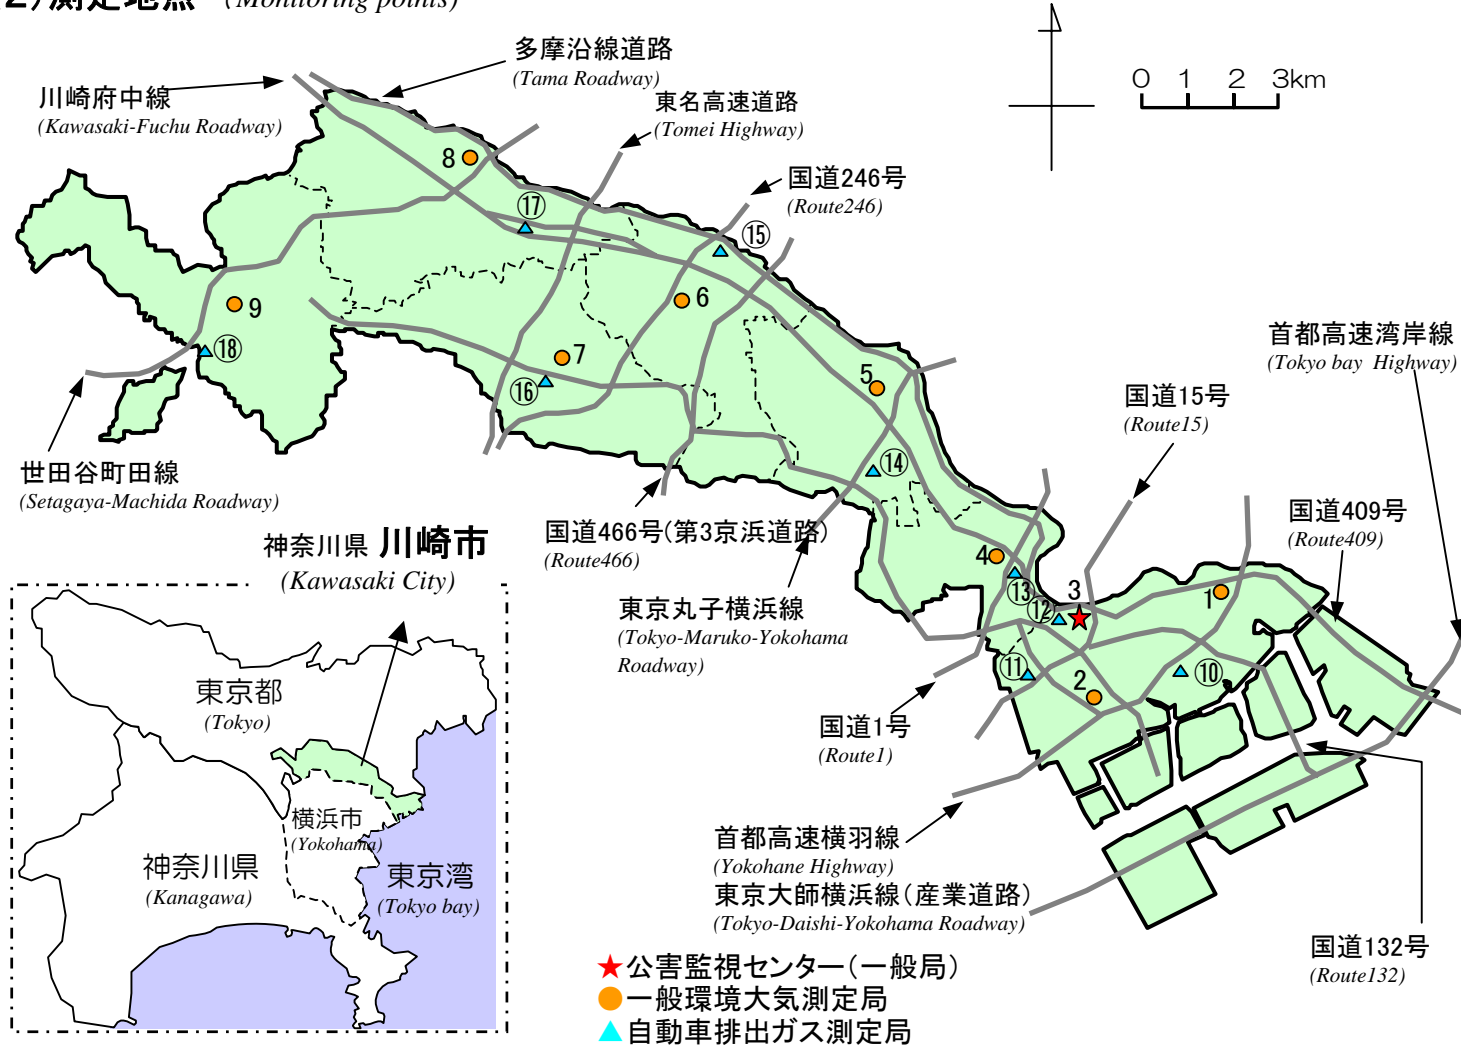 2)測定地点 (Monitoring points)
多摩沿線道路
(Tama Roadway)
川崎府中線
(Kawasaki-Fuchu Roadway)
東名高速道路
(Tomei Highway)
0 1 2 3km
国道246号
(Route246)
8
⑰
⑮
9
6
⑱
7
⑯
5
首都高速湾岸線
(Tokyo bay Highway)
国道15号
(Route15)
世田谷町田線
(Setagaya-Machida Roadway)
⑭
国道466号(第3京浜道路)
(Route466)
国道409号
(Route409)
神奈川県 川崎市
(Kawasaki City)
4
⑬
⑫
3
1
東京丸子横浜線
(Tokyo-Maruko-Yokohama
Roadway)
⑪
2
⑩
東京都
(Tokyo)
国道1号
(Route1)
横浜市
(Yokohama)
首都高速横羽線
(Yokohane Highway)
神奈川県
(Kanagawa)
東京湾
(Tokyo bay)
東京大師横浜線(産業道路)
(Tokyo-Daishi-Yokohama Roadway)
国道132号
(Route132)
★公害監視センター(一般局)
●一般環境大気測定局
▲自動車排出ガス測定局